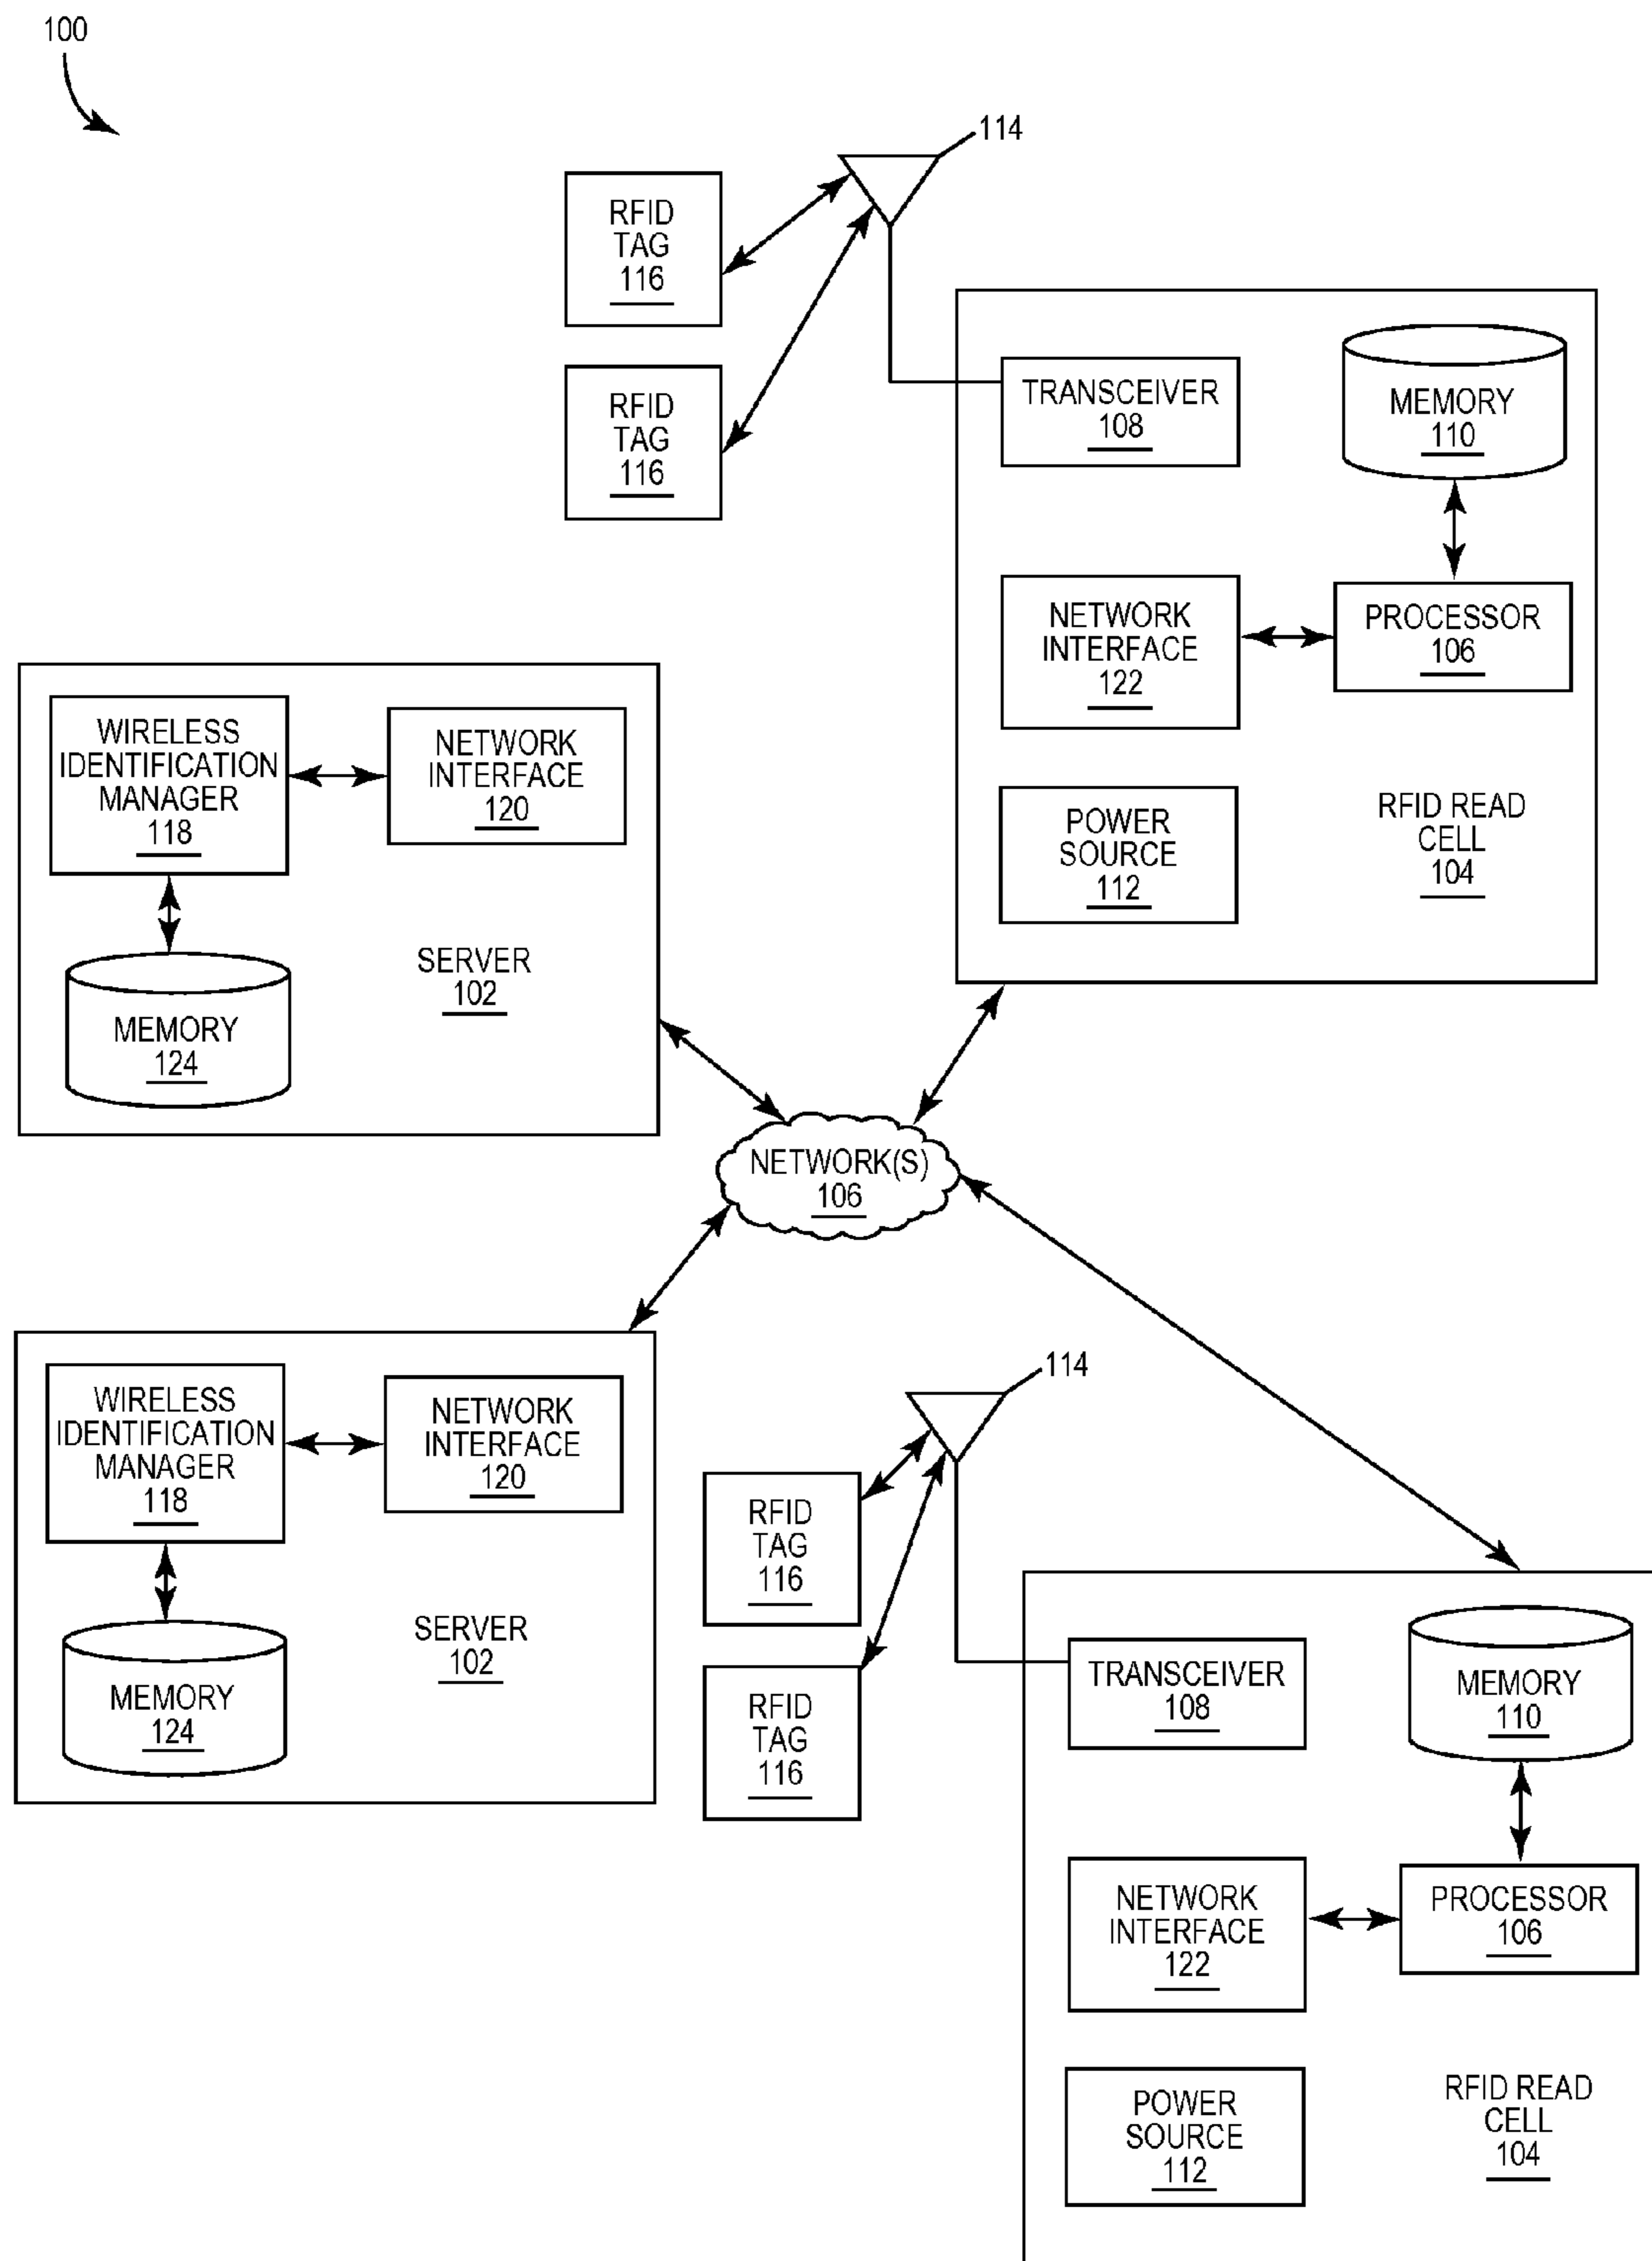 100
114
RFID
TAG
116
RFID
TAG
116
TRANSCEIVER
108
MEMORY
110
NETWORK
INTERFACE
122
PROCESSOR
106
POWER
SOURCE
112
RFID READ
CELL
104
WIRELESS
IDENTIFICATION
MANAGER
118
NETWORK
INTERFACE
120
SERVER
102
MEMORY
124
NETWORK(S)
106
WIRELESS
IDENTIFICATION
MANAGER
118
NETWORK
INTERFACE
120
SERVER
102
MEMORY
124
114
RFID
TAG
116
RFID
TAG
116
TRANSCEIVER
108
MEMORY
110
NETWORK
INTERFACE
122
PROCESSOR
106
POWER
SOURCE
112
RFID READ
CELL
104